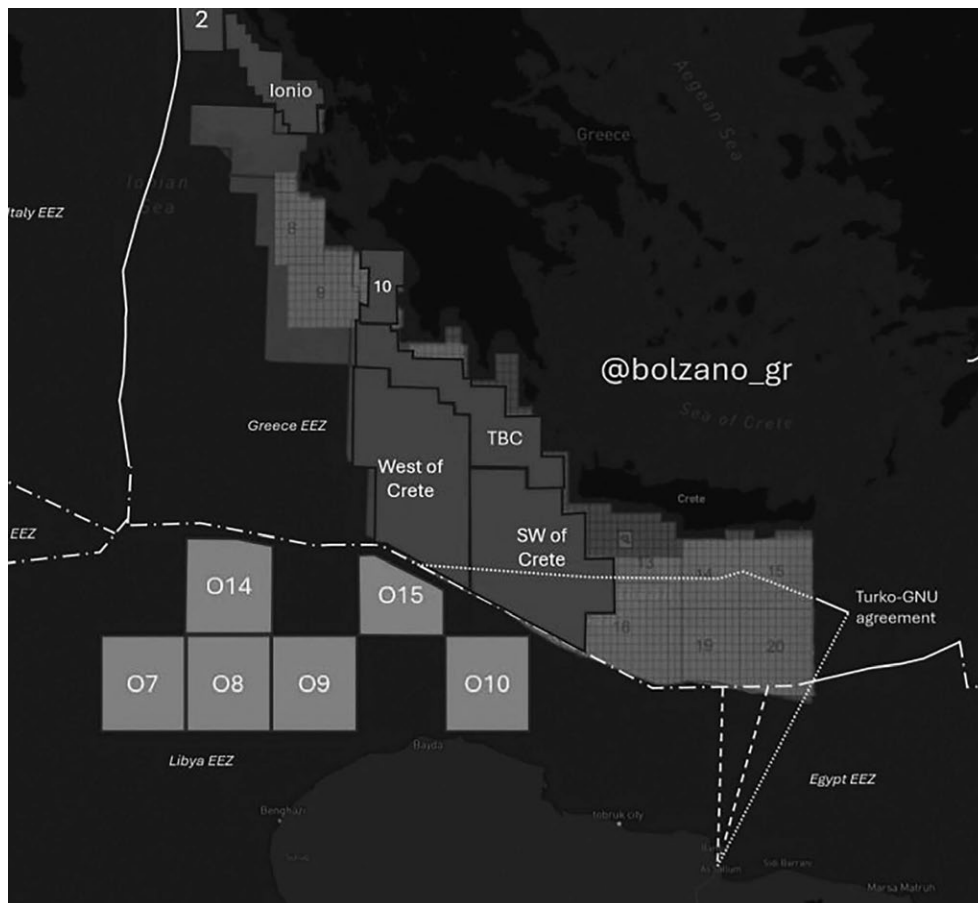 2
Ionio
Aegean Sea
Greece
Ionian
Sea
Italy EEZ
8
9
10
@bolzano_gr
Sea of Crete
Greece EEZ
TBC
West of
Crete
Crete
EEZ
SW of
Crete
13
14
15
O14
O15
Turko-GNU
agreement
19
20
O7
O8
O9
O10
Libya EEZ
Bayda
Egypt EEZ
Benghazi
tobruk city
Sidi Barrani
As Sallum
Marsa Matruh